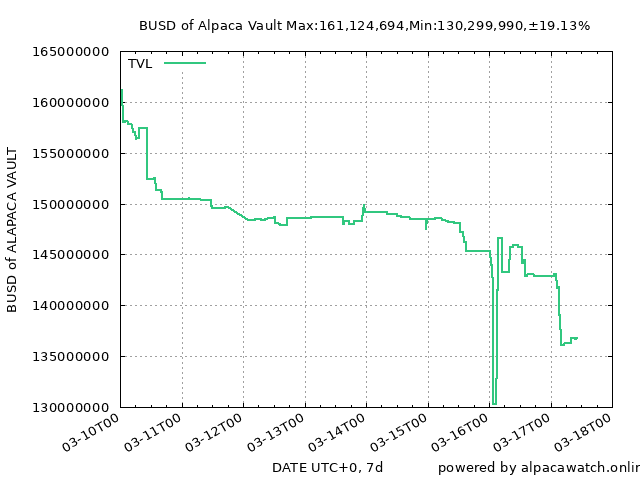 BUSD of Alpaca Vault Max:161,124,694,Min:130,299,990,±19.13%
TVL
165000000
160000000
155000000
150000000
145000000
140000000
135000000
130000000
BUSD of ALAPACA VAULT
03-10T00
03-11T00
03-12T00
03-13T00
03-14T00
03-15T00
03-16T00
03-17T00
03-18T00
DATE UTC+0, 7d
powered by alpacawatch.onlin